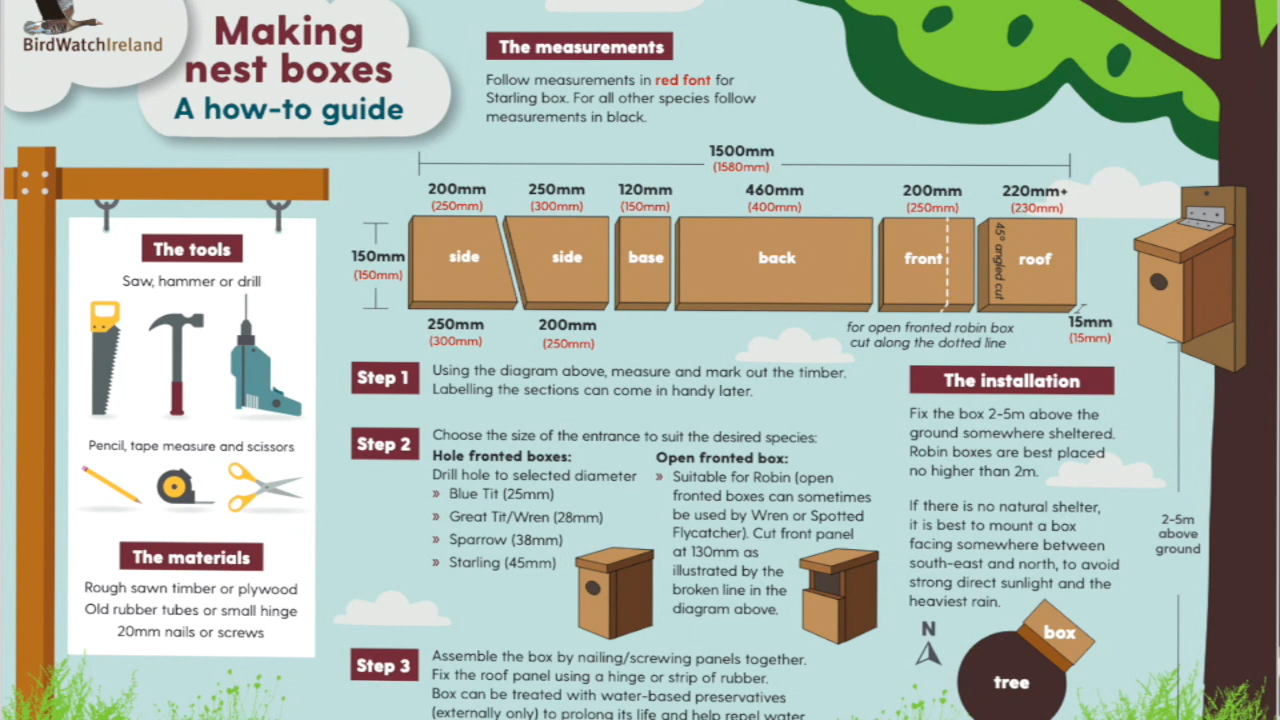 BirdWatchIreland
Making
nest boxes
A how-to guide
The measurements
Follow measurements in red font for
Starling box. For all other species follow
measurements in black.
1500mm
(1580mm)
200mm 250mm 120mm 460mm 200mm 220mm+
(250mm) (300mm) (150mm) (400mm) (250mm) (230mm)
150mm
(150mm)
side side base back front 45° angled cut roof
250mm 200mm
(300mm) (250mm)
for open fronted robin box
cut along the dotted line
15mm
(15mm)
The tools
Saw, hammer or drill
Pencil, tape measure and scissors
The materials
Rough sawn timber or plywood
Old rubber tubes or small hinge
20mm nails or screws
Step 1
Using the diagram above, measure and mark out the timber.
Labelling the sections can come in handy later.
Step 2
Choose the size of the entrance to suit the desired species:
Hole fronted boxes:
Drill hole to selected diameter
» Blue Tit (25mm)
» Great Tit/Wren (28mm)
» Sparrow (38mm)
» Starling (45mm)
Open fronted box:
» Suitable for Robin (open
fronted boxes can sometimes
be used by Wren or Spotted
Flycatcher). Cut front panel
at 130mm as
illustrated by the
broken line in the
diagram above.
Step 3
Assemble the box by nailing/screwing panels together.
Fix the roof panel using a hinge or strip of rubber.
Box can be treated with water-based preservatives
(externally only) to prolong its life and help repel water
The installation
Fix the box 2-5m above the
ground somewhere sheltered.
Robin boxes are best placed
no higher than 2m.
If there is no natural shelter,
it is best to mount a box
facing somewhere between
south-east and north, to avoid
strong direct sunlight and the
heaviest rain.
2-5m
above
ground
N
box
tree